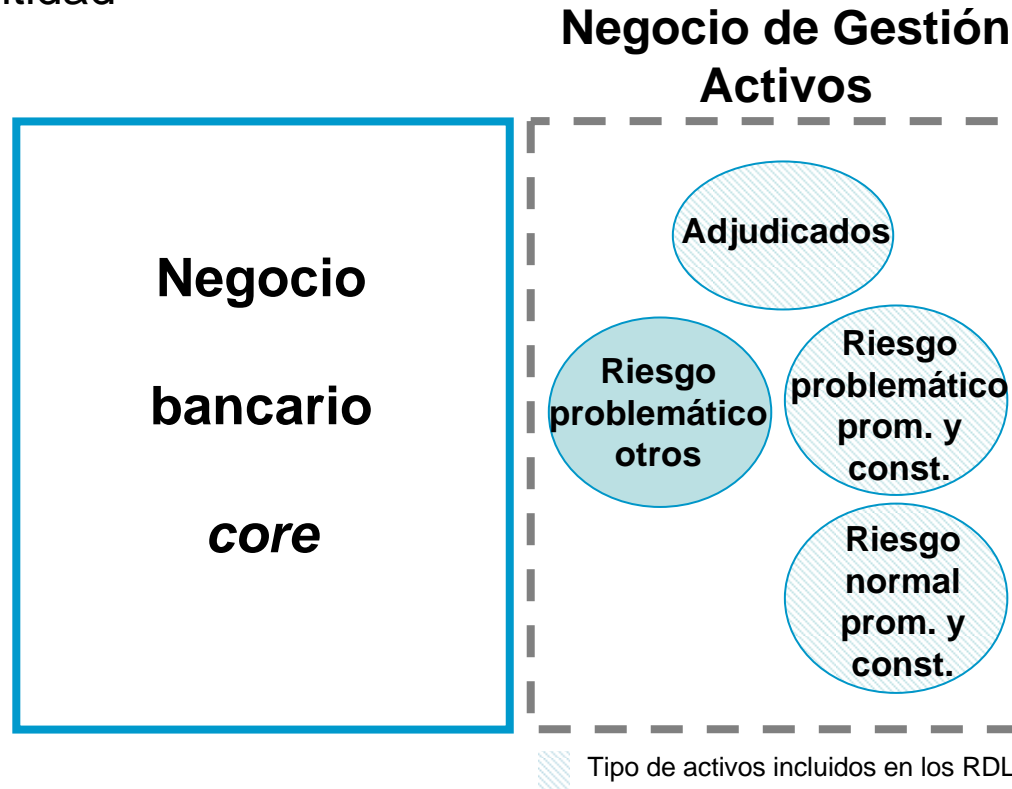 Negocio de Gestión
Activos
Negocio
bancario
core
Adjudicados
Riesgo
problemático
otros
Riesgo
problemático
prom. y
const.
Riesgo
normal
prom. y
const.
Tipo de activos incluidos en los RDL